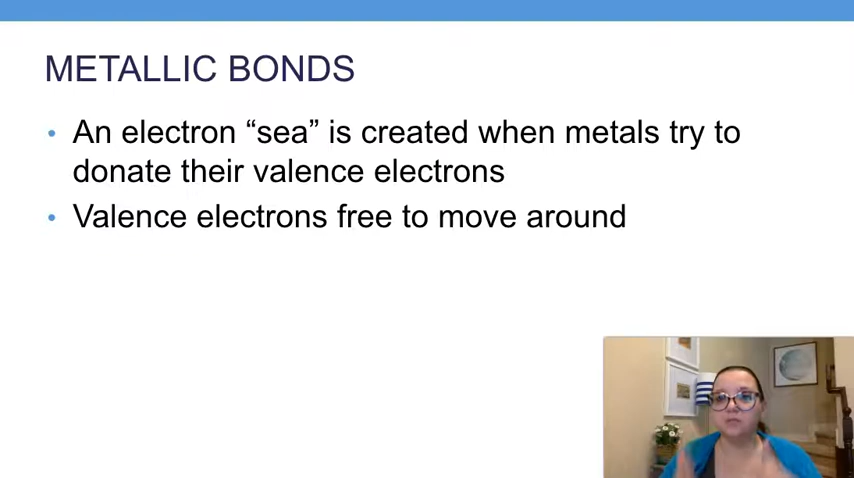 METALLIC BONDS
• An electron “sea” is created when metals try to
donate their valence electrons
• Valence electrons free to move around